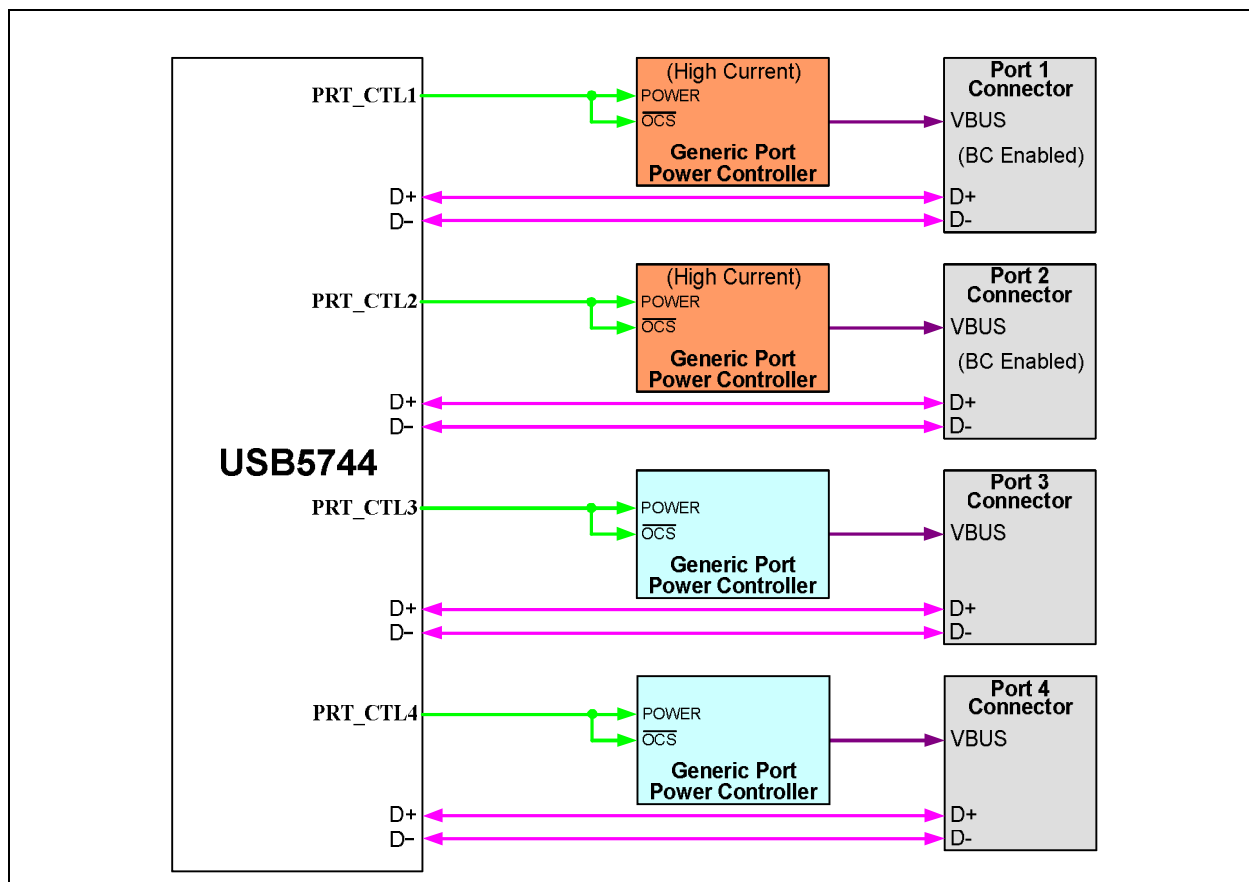 USB5744
PRT_CTL1
D+
D−
(High Current)
POWER
OCS
Generic Port
Power Controller
Port 1
Connector
VBUS
(BC Enabled)
D+
D-
PRT_CTL2
D+
D−
(High Current)
POWER
OCS
Generic Port
Power Controller
Port 2
Connector
VBUS
(BC Enabled)
D+
D-
PRT_CTL3
D+
D−
POWER
OCS
Generic Port
Power Controller
Port 3
Connector
VBUS
D+
D-
PRT_CTL4
D+
D−
POWER
OCS
Generic Port
Power Controller
Port 4
Connector
VBUS
D+
D-